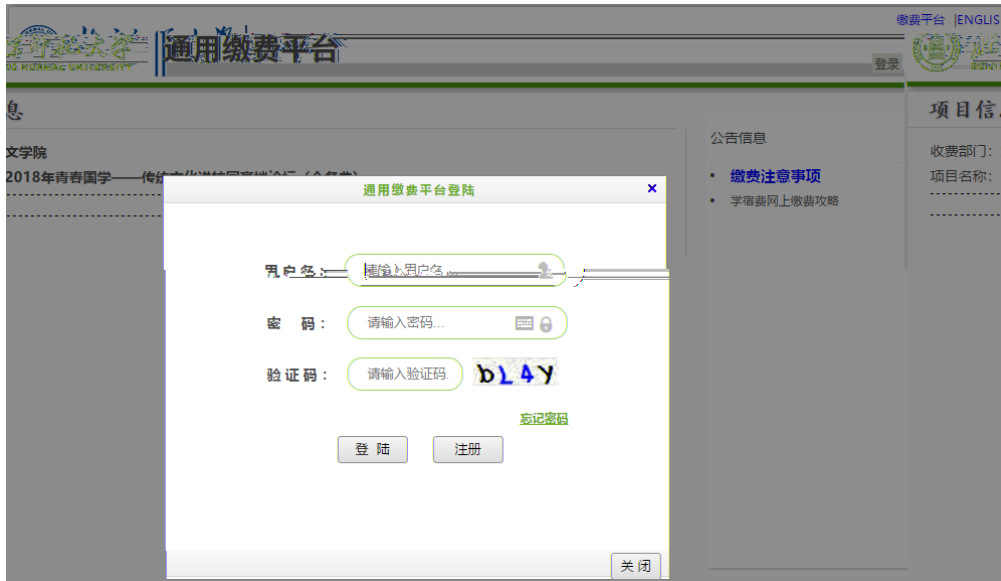 缴费平台 |ENGLIS
通用缴费平台
登录
息
项目信
公告信息
文学院
收费部门:
2018年青春国学——传统文化进校园高端论坛
缴费注意事项
项目名称:
通用缴费平台登陆 ×
学宿费网上缴费攻略
用户名: 请输入用户名...
密 码: 请输入密码...
验证码: 请输入验证码. bL4Y
忘记密码
登 陆 注册
关闭